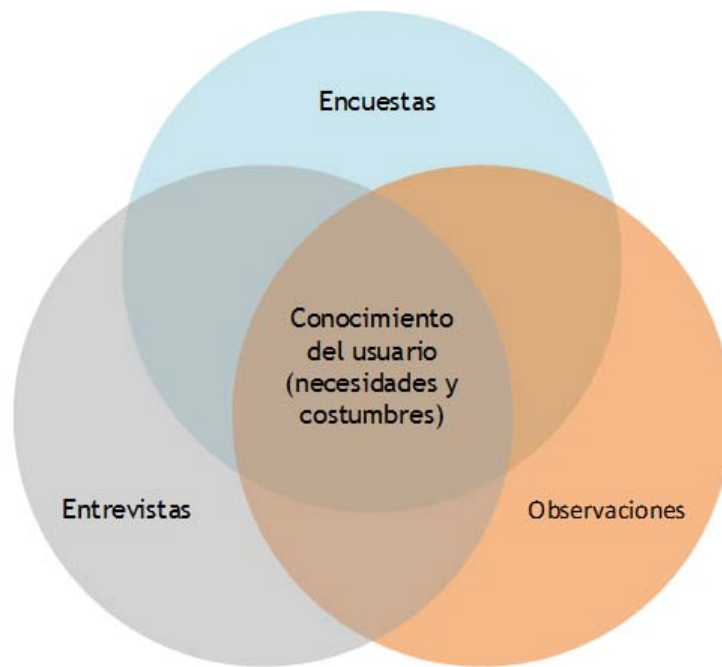 Encuestas
Conocimiento
del usuario
(necesidades y
costumbres)
Entrevistas
Observaciones